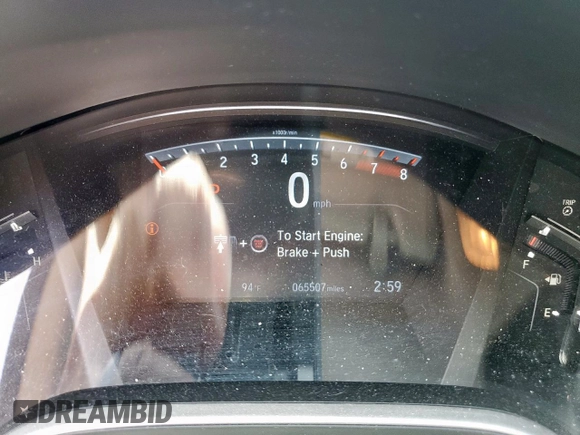 x1000r/min
2 3 4 5 6 7 8
0 mph
TRIP
To Start Engine:
Brake + Push
H
F
94°F 065507 miles 2:59
E
DREAMBID